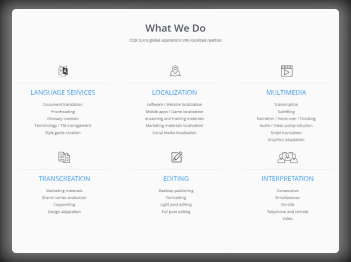 What We Do
turns global aspirations into localized realities
LANGUAGE SERVICES
Document translation
Proofreading
Glossary creation
Terminology / TM management
Style guide creation
LOCALIZATION
Software / Website localization
Mobile apps / Game localization
eLearning and training materials
Marketing materials localization
Social media localization
MULTIMEDIA
Transcription
Subtitling
Narration / Voice over / Dubbing
Audio / Video postproduction
Script translation
Graphics adaptation
TRANSCREATION
Marketing materials
Brand names evaluation
Copywriting
Design adaptation
EDITING
Desktop publishing
Formatting
Light post editing
Full post editing
INTERPRETATION
Consecutive
Simultaneous
On-site
Telephone and remote
Video